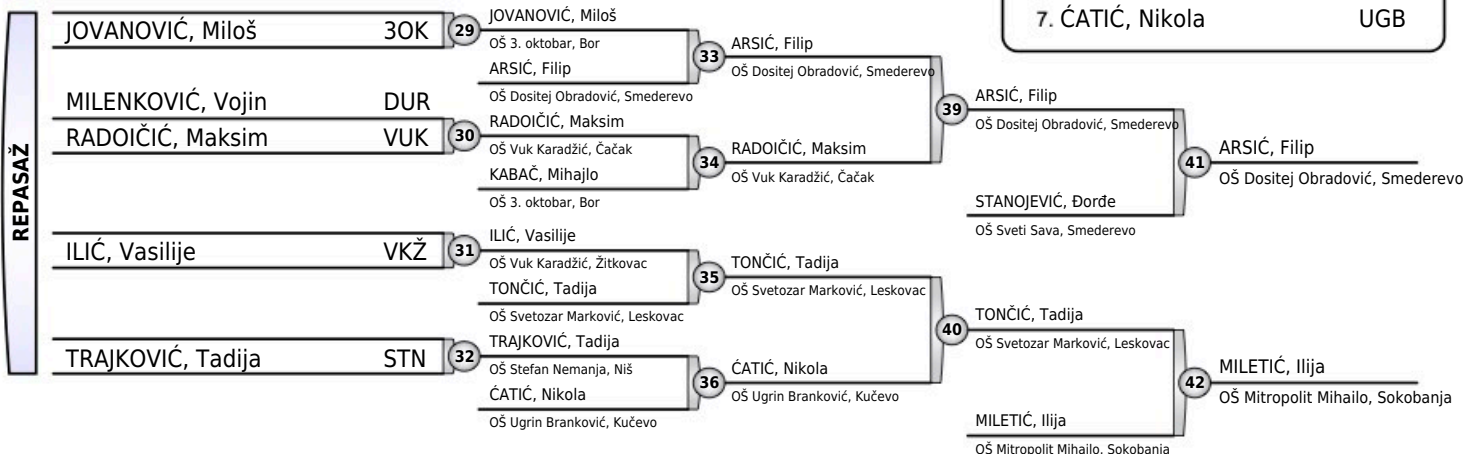 7. ĆATIĆ, Nikola UGB
REPASAŽ
JOVANOVIĆ, Miloš 3OK
29
MILENKOVIĆ, Vojin DUR
RADOIČIĆ, Maksim VUK
30
ILIĆ, Vasilije VKŽ
31
TRAJKOVIĆ, Tadija STN
32
JOVANOVIĆ, Miloš
OŠ 3. oktobar, Bor
ARSIĆ, Filip
OŠ Dositej Obradović, Smederevo
33
RADOIČIĆ, Maksim
OŠ Vuk Karadžić, Čačak
KABAČ, Mihajlo
OŠ 3. oktobar, Bor
34
ILIĆ, Vasilije
OŠ Vuk Karadžić, Žitkovac
TONČIĆ, Tadija
OŠ Svetozar Marković, Leskovac
35
TRAJKOVIĆ, Tadija
OŠ Stefan Nemanja, Niš
ĆATIĆ, Nikola
OŠ Ugrin Branković, Kučevo
36
ARSIĆ, Filip
OŠ Dositej Obradović, Smederevo
RADOIČIĆ, Maksim
OŠ Vuk Karadžić, Čačak
39
TONČIĆ, Tadija
OŠ Svetozar Marković, Leskovac
ĆATIĆ, Nikola
OŠ Ugrin Branković, Kučevo
40
ARSIĆ, Filip
OŠ Dositej Obradović, Smederevo
STANOJEVIĆ, Đorđe
OŠ Sveti Sava, Smederevo
41
TONČIĆ, Tadija
OŠ Svetozar Marković, Leskovac
MILETIĆ, Ilija
OŠ Mitropolit Mihailo, Sokobanja
42
ARSIĆ, Filip
OŠ Dositej Obradović, Smederevo
MILETIĆ, Ilija
OŠ Mitropolit Mihailo, Sokobanja